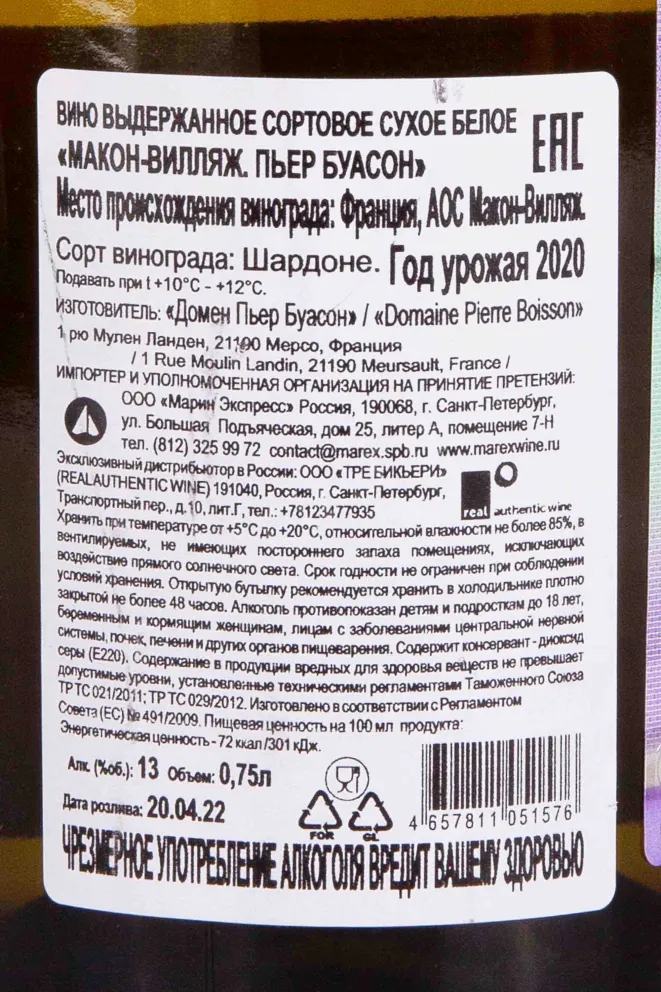 ВИНО ВЫДЕРЖАННОЕ СОРТОВОЕ СУХОЕ БЕЛОЕ
«МАКОН-ВИЛЛЯЖ. ПЬЕР БУАСОН»
EAC
Место происхождения винограда: Франция, АОС Макон-Вилляж.
Сорт винограда: Шардоне. Год урожая 2020
Подавать при t +10°C - +12°C.
ИЗГОТОВИТЕЛЬ: «Домен Пьер Буасон» / «Domaine Pierre Boisson»
1 рю Мулен Ланден, 21190 Мерсо, Франция
/ 1 Rue Moulin Landin, 21190 Meursault, France /
ИМПОРТЕР И УПОЛНОМОЧЕННАЯ ОРГАНИЗАЦИЯ НА ПРИНЯТИЕ ПРЕТЕНЗИЙ:
ООО «Марин Экспресс» Россия, 190068, г. Санкт-Петербург,
ул. Большая Подъяческая, дом 25, литер А, помещение 7-Н
тел. (812) 325 99 72 contact@marex.spb.ru www.marexwine.ru
Эксклюзивный дистрибьютор в России: ООО «ТРЕ БИКЬЕРИ»
(REALAUTHENTIC WINE) 191040, Россия, г. Санкт-Петербург,
Транспортный пер., д.10, лит.Г, тел.: +78123477935
real authentic wine
Хранить при температуре от +5°C до +20°C, относительной влажности не более 85%, в
вентилируемых, не имеющих постороннего запаха помещениях, исключающих
воздействие прямого солнечного света. Срок годности не ограничен при соблюдении
условий хранения. Открытую бутылку рекомендуется хранить в холодильнике плотно
закрытой не более 48 часов. Алкоголь противопоказан детям и подросткам до 18 лет,
беременным и кормящим женщинам, лицам с заболеваниями центральной нервной
системы, почек, печени и других органов пищеварения. Содержит консервант - диоксид
серы (E220). Содержание в продукции вредных для здоровья веществ не превышает
допустимые уровни, установленные техническими регламентами Таможенного Союза
ТР ТС 021/2011; ТР ТС 029/2012. Изготовлено в соответствии с Регламентом
Совета (ЕС) № 491/2009. Пищевая ценность на 100 мл продукта:
Энергетическая ценность - 72 ккал /301 кДж.
Алк. (%об.): 13 Объем: 0,75л
Дата розлива: 20.04.22
FOR GL
4 657811 051576
ЧРЕЗМЕРНОЕ УПОТРЕБЛЕНИЕ АЛКОГОЛЯ ВРЕДИТ ВАШЕМУ ЗДОРОВЬЮ